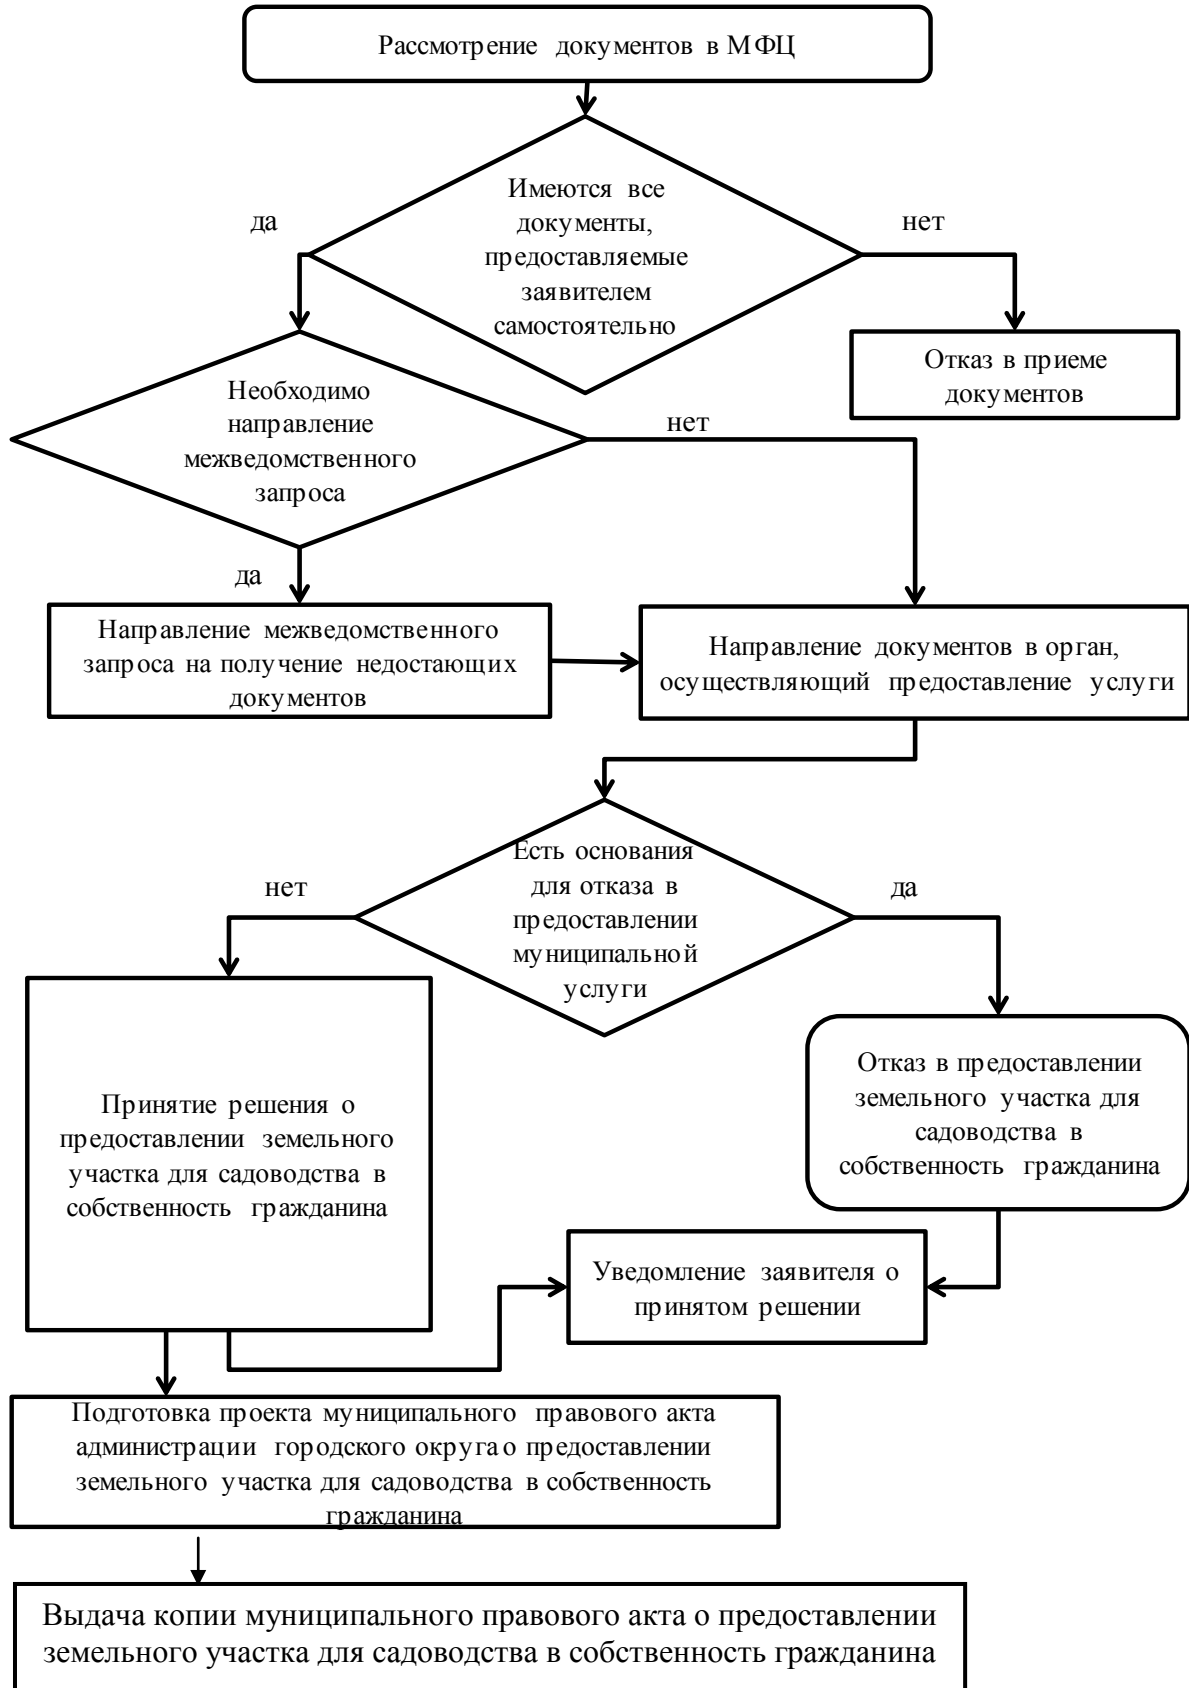 Рассмотрение документов в МФЦ
Имеются все
документы,
предоставляемые
заявителем
самостоятельно
да
нет
Отказ в приеме
документов
Необходимо
направление
межведомственного
запроса
нет
да
Направление межведомственного
запроса на получение недостающих
документов
Направление документов в орган,
осуществляющий предоставление услуги
Есть основания
для отказа в
предоставлении
муниципальной
услуги
нет
да
Принятие решения о
предоставлении земельного
участка для садоводства в
собственность гражданина
Отказ в предоставлении
земельного участка для
садоводства в
собственность гражданина
Уведомление заявителя о
принятом решении
Подготовка проекта муниципального правового акта
администрации городского округа о предоставлении
земельного участка для садоводства в собственность
гражданина
Выдача копии муниципального правового акта о предоставлении
земельного участка для садоводства в собственность гражданина